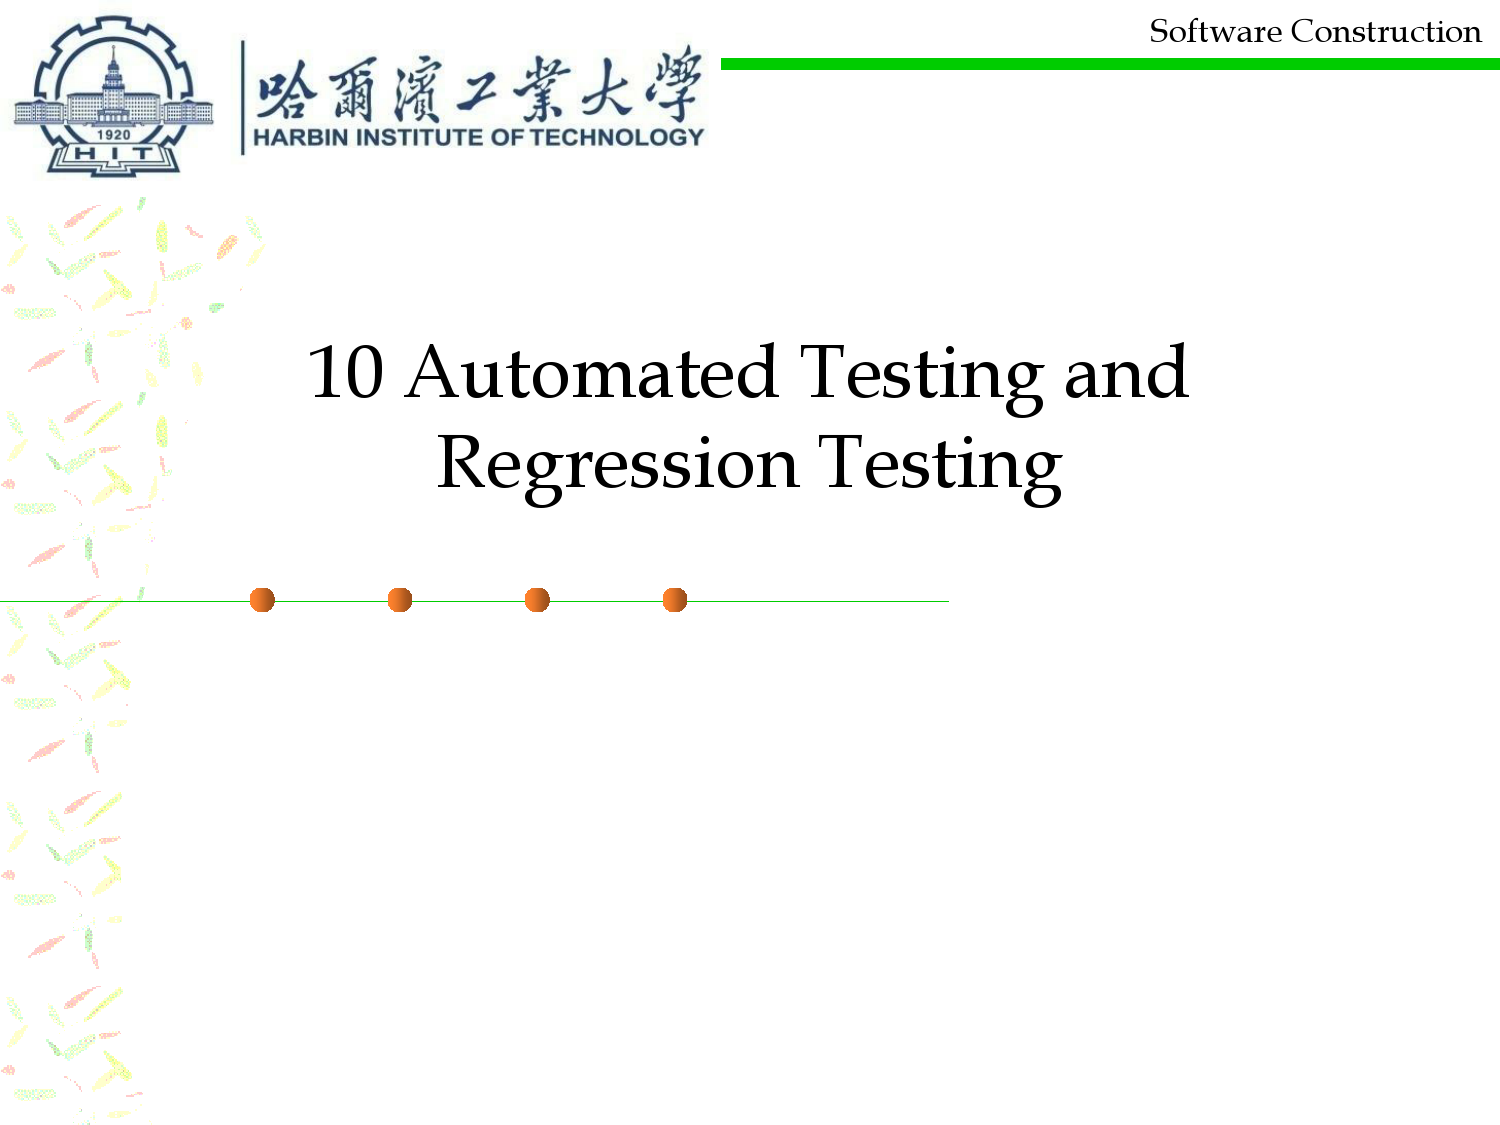 Software Construction
哈爾濱工業大學
HARBIN INSTITUTE OF TECHNOLOGY
1920
HIT
10 Automated Testing and
Regression Testing